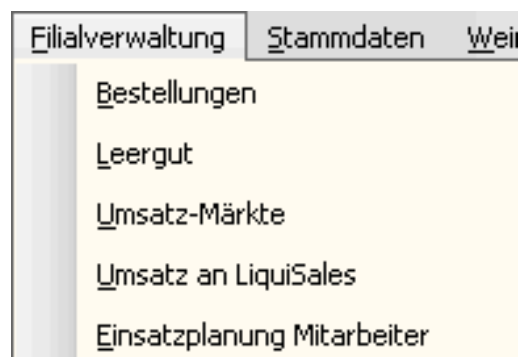 Filialverwaltung Stammdaten
Bestellungen
Leergut
Umsatz-Märkte
Umsatz an LiquiSales
Einsatzplanung Mitarbeiter